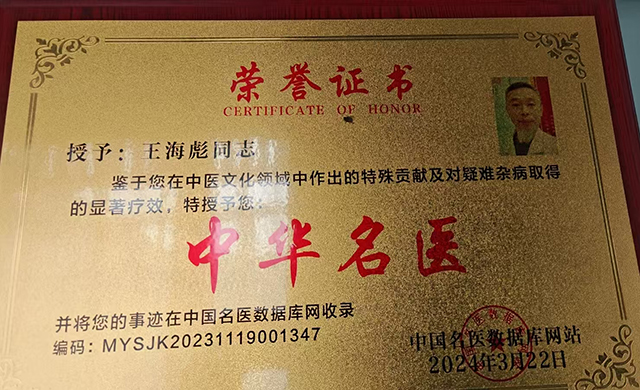 荣誉证书
CERTIFICATE OF HONOR
授予：王海彪同志
鉴于您在中医文化领域中作出的特殊贡献及对疑难杂病取得
的显著疗效，特授予您：
中华名医
并将您的事迹在中国名医数据库网收录
编码：MYSJK20231119001347
中国名医数据库网站
2024年3月22日